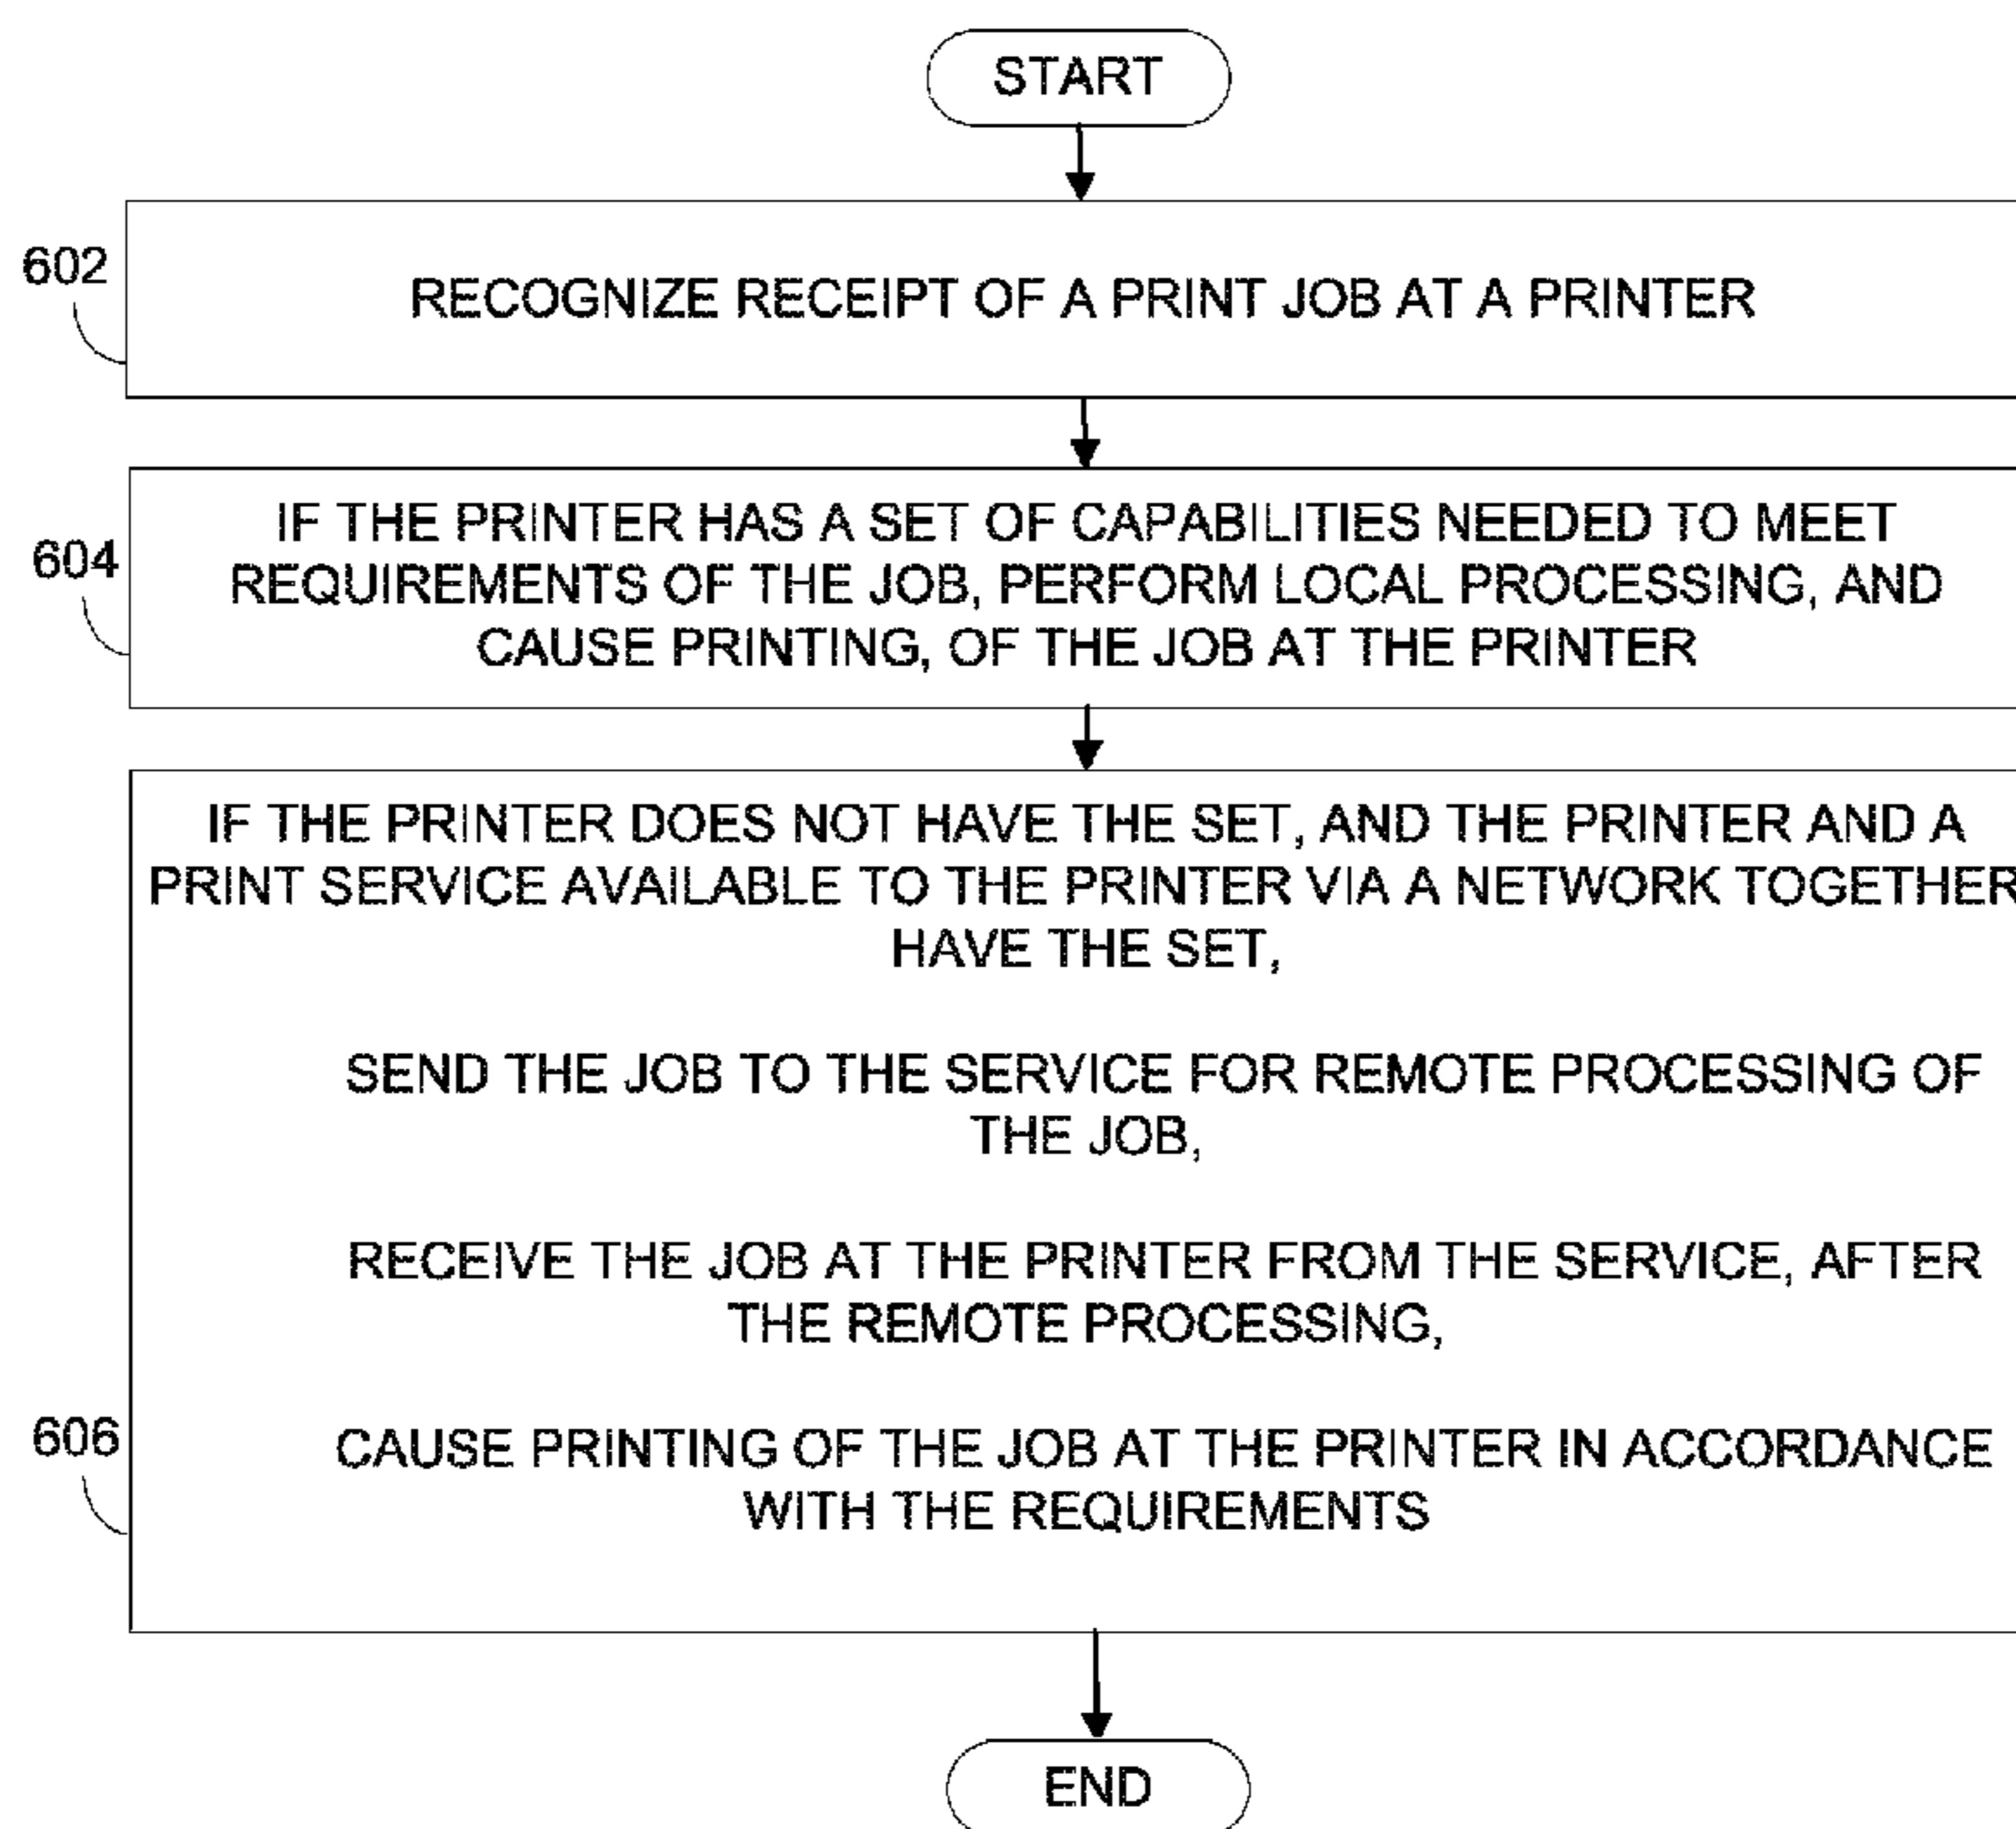 START
602
RECOGNIZE RECEIPT OF A PRINT JOB AT A PRINTER
604
IF THE PRINTER HAS A SET OF CAPABILITIES NEEDED TO MEET
REQUIREMENTS OF THE JOB, PERFORM LOCAL PROCESSING, AND
CAUSE PRINTING, OF THE JOB AT THE PRINTER
IF THE PRINTER DOES NOT HAVE THE SET, AND THE PRINTER AND A
PRINT SERVICE AVAILABLE TO THE PRINTER VIA A NETWORK TOGETHER
HAVE THE SET,
SEND THE JOB TO THE SERVICE FOR REMOTE PROCESSING OF
THE JOB,
RECEIVE THE JOB AT THE PRINTER FROM THE SERVICE, AFTER
THE REMOTE PROCESSING,
606
CAUSE PRINTING OF THE JOB AT THE PRINTER IN ACCORDANCE
WITH THE REQUIREMENTS
END